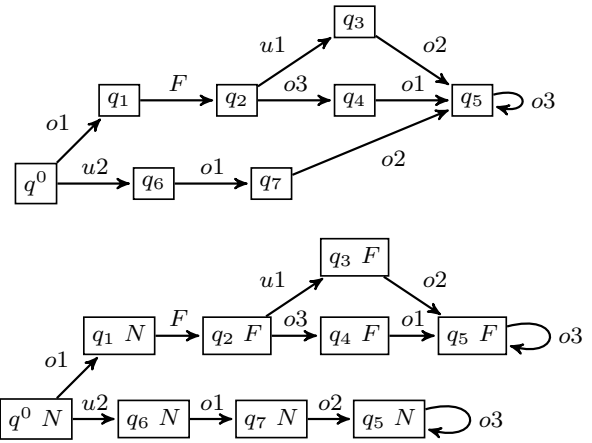 q3
u1 o2
q1 F q2 o3 q4 o1 q5 o3
o1
q⁰ u2 q6 o1 q7 o2
q3 F
u1 o2
q1 N F q2 F o3 q4 F o1 q5 F o3
o1
q⁰ N u2 q6 N o1 q7 N o2 q5 N o3